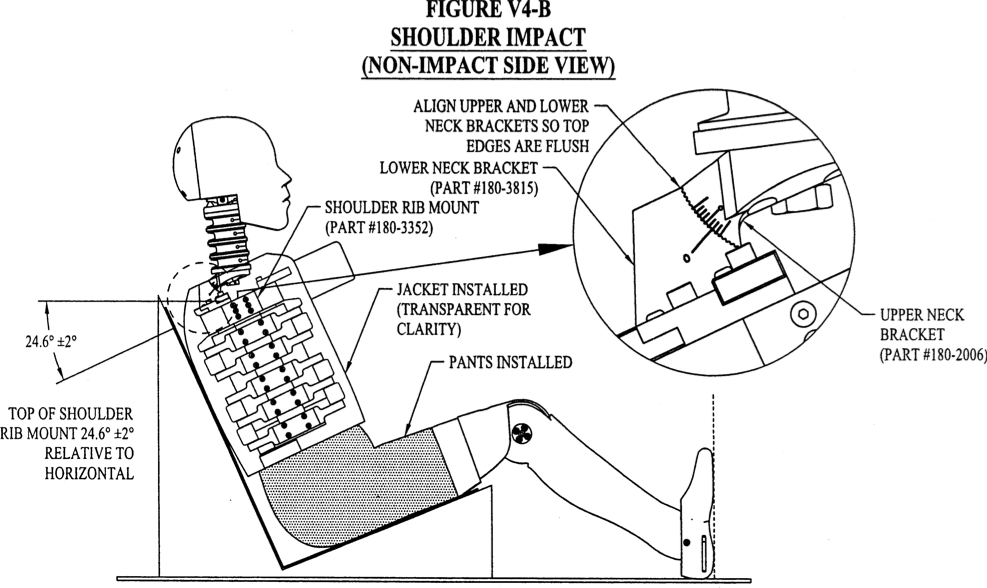 FIGURE V4-B
SHOULDER IMPACT
(NON-IMPACT SIDE VIEW)
ALIGN UPPER AND LOWER
NECK BRACKETS SO TOP
EDGES ARE FLUSH
LOWER NECK BRACKET
(PART #180-3815)
SHOULDER RIB MOUNT
(PART #180-3352)
JACKET INSTALLED
(TRANSPARENT FOR
CLARITY)
PANTS INSTALLED
UPPER NECK
BRACKET
(PART #180-2006)
24.6° ±2°
TOP OF SHOULDER
RIB MOUNT 24.6° ±2°
RELATIVE TO
HORIZONTAL
0